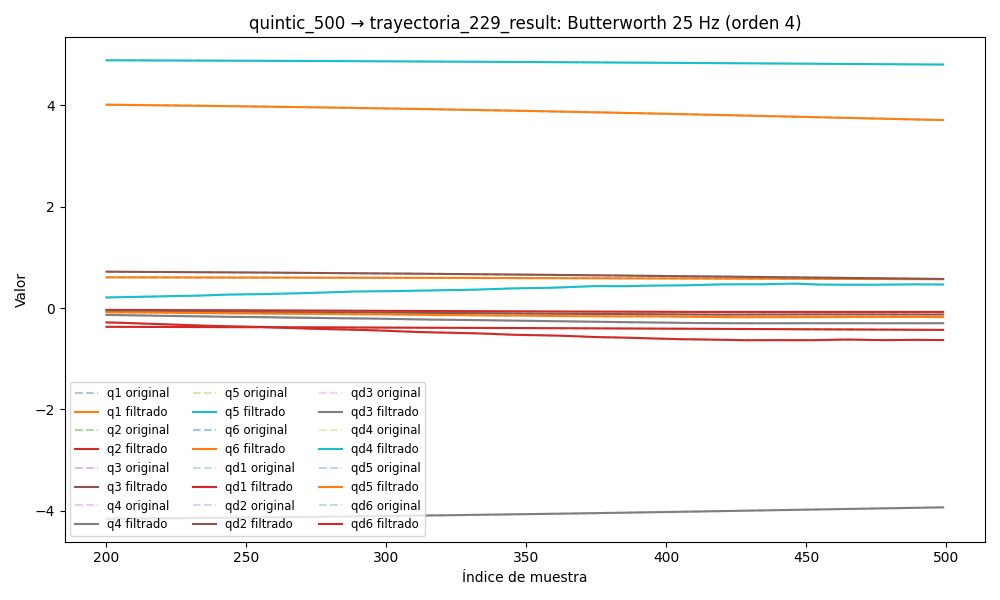 quintic_500 → trayectoria_229_result: Butterworth 25 Hz (orden 4)
Valor
4
2
0
−2
−4
q1 original
q1 filtrado
q2 original
q2 filtrado
q3 original
q3 filtrado
q4 original
q4 filtrado
q5 original
q5 filtrado
q6 original
q6 filtrado
qd1 original
qd1 filtrado
qd2 original
qd2 filtrado
qd3 original
qd3 filtrado
qd4 original
qd4 filtrado
qd5 original
qd5 filtrado
qd6 original
qd6 filtrado
200 250 300 350 400 450 500
Índice de muestra